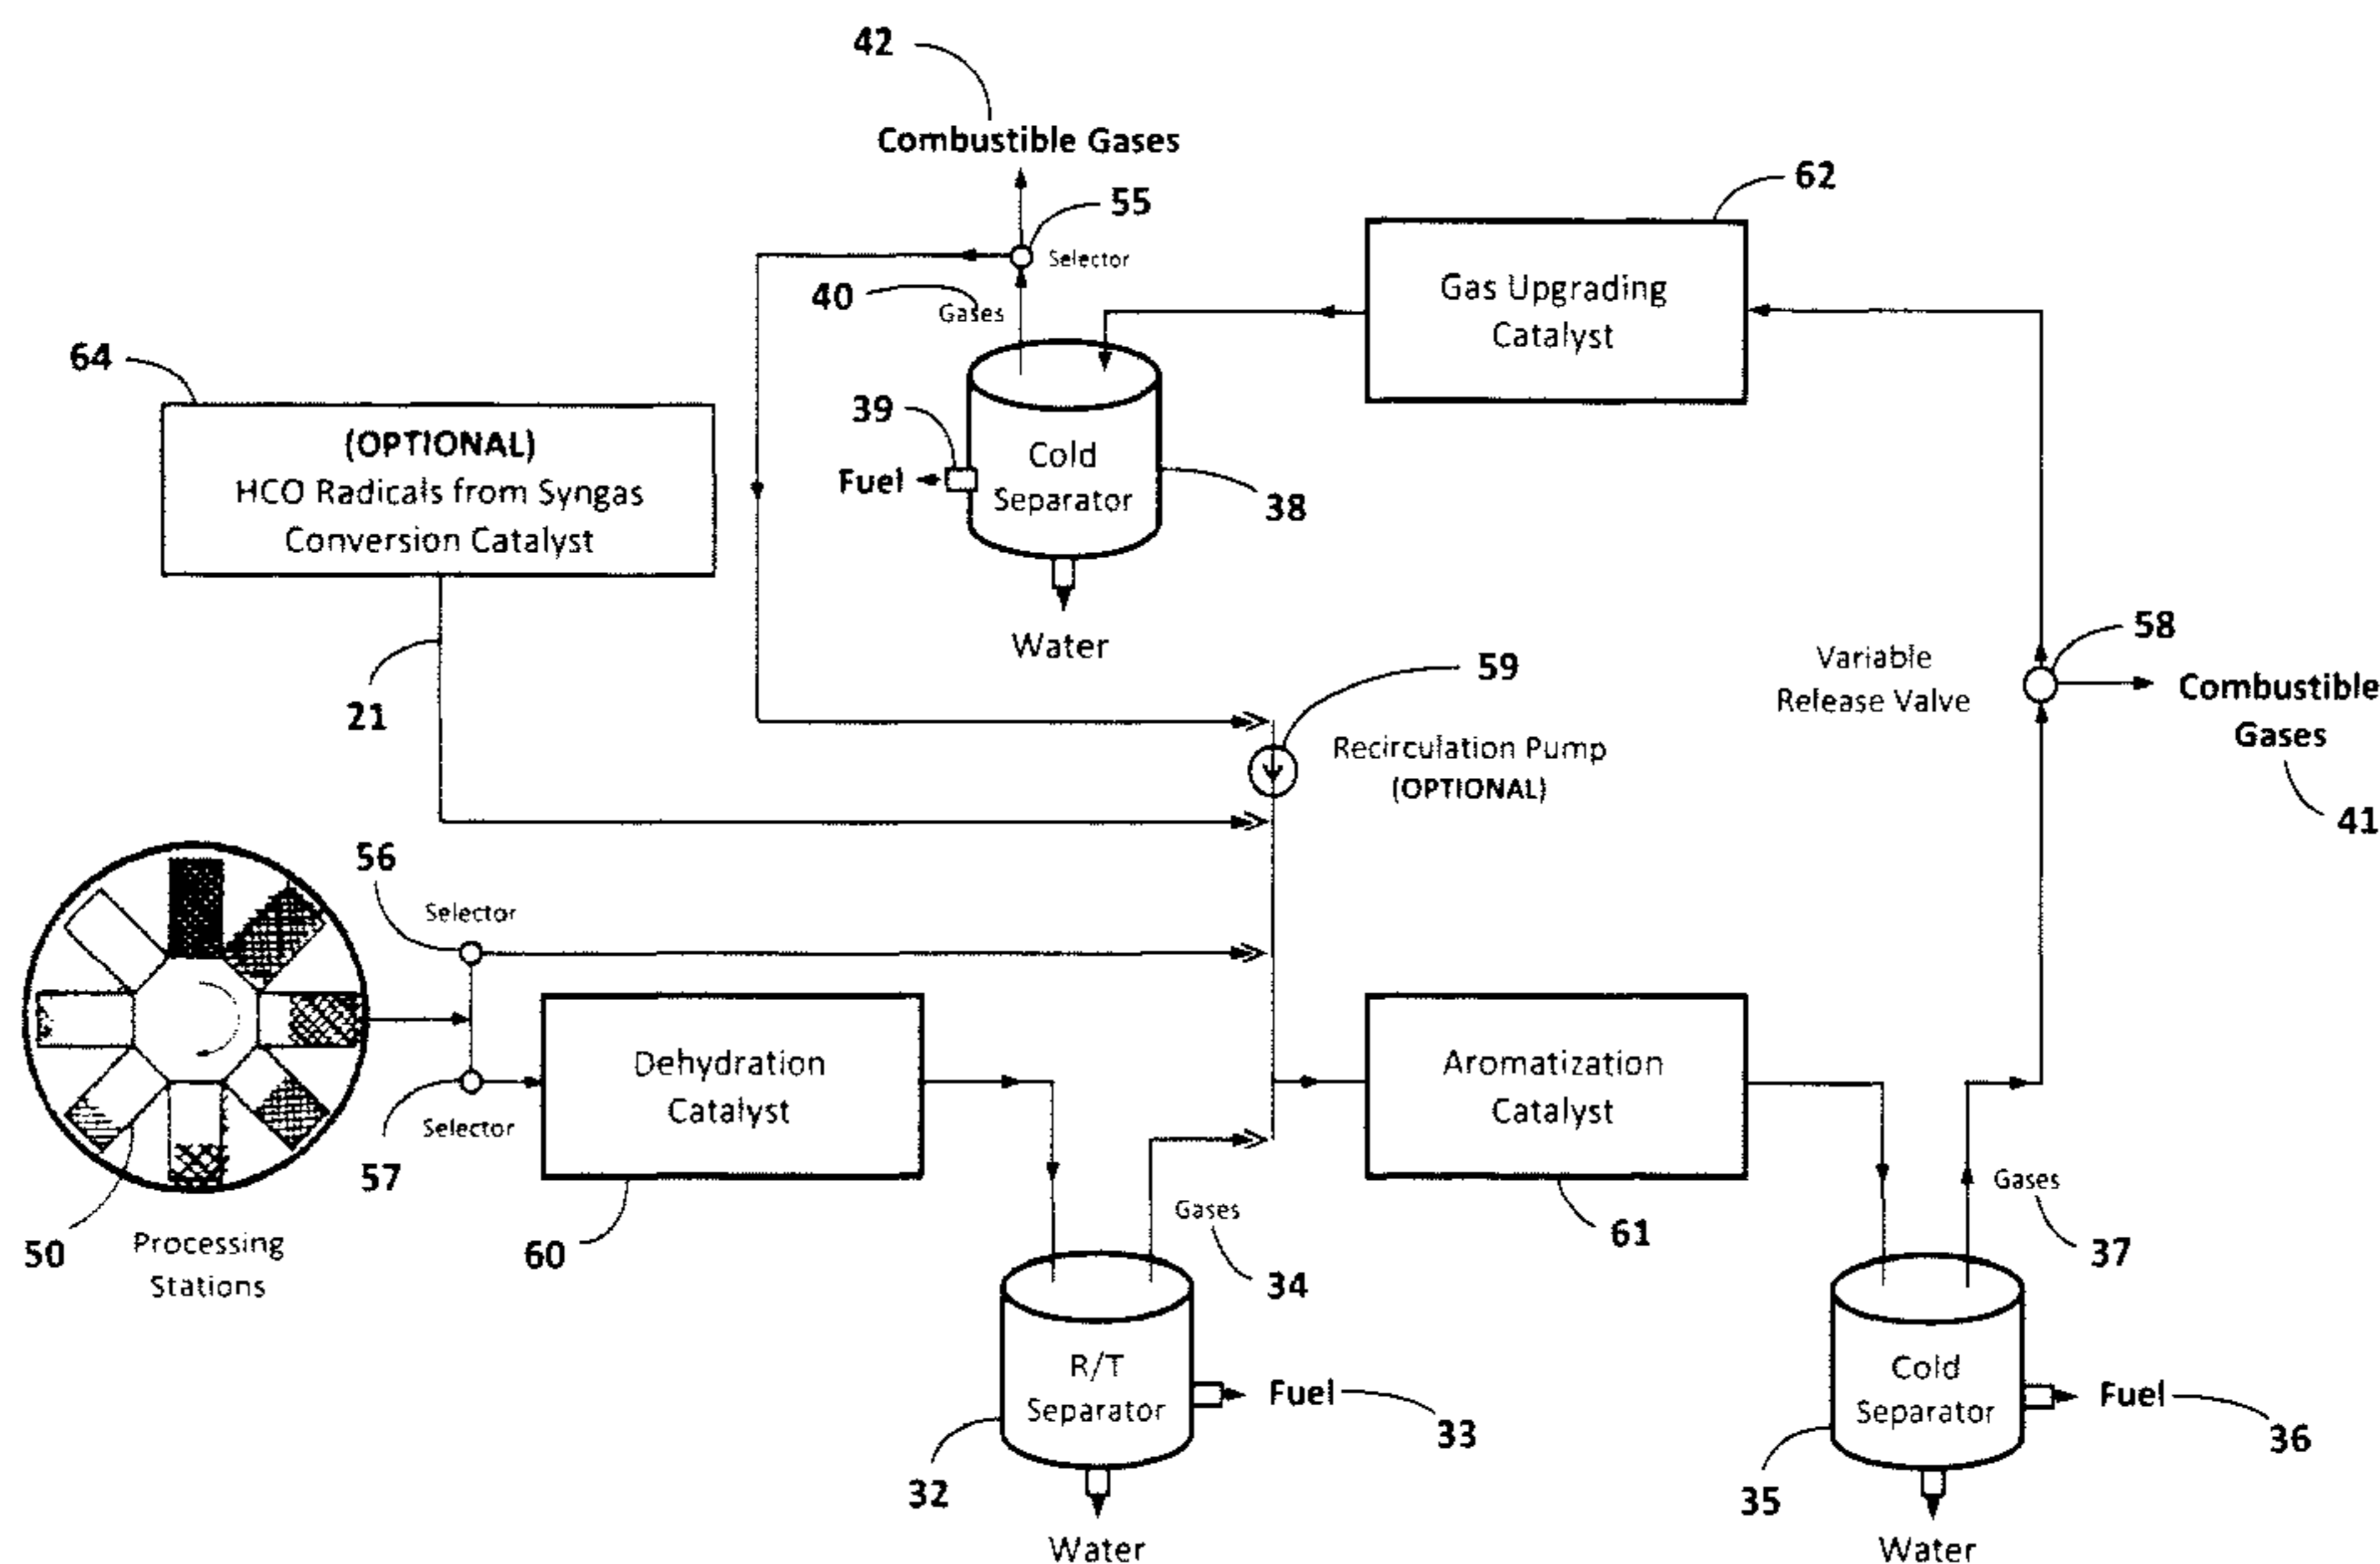 42
Combustible Gases
62
55
Selector
40
Gases
Gas Upgrading
Catalyst
64
(OPTIONAL)
HCO Radicals from Syngas
Conversion Catalyst
39
Fuel
Cold
Separator
38
Water
21
59
Recirculation Pump
(OPTIONAL)
Variable
Release Valve
58
Combustible
Gases
41
56
Selector
57
Selector
50
Processing
Stations
Dehydration
Catalyst
60
Aromatization
Catalyst
61
Gases
34
Gases
37
R/T
Separator
32
Fuel
33
Water
Cold
Separator
35
Fuel
36
Water